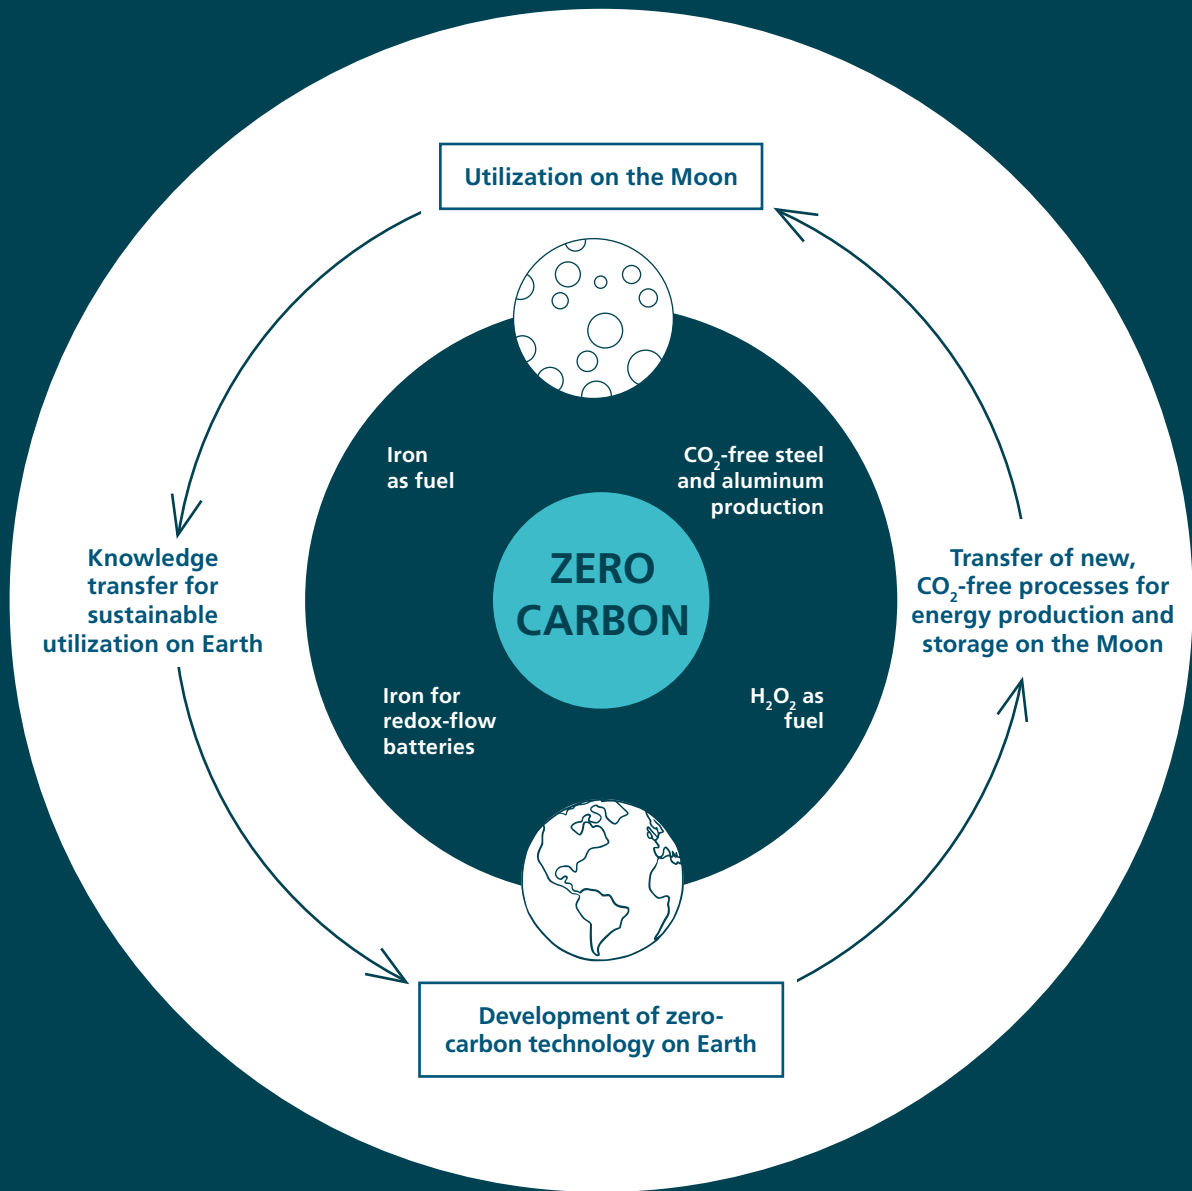 Utilization on the Moon
Iron
as fuel
CO₂-free steel
and aluminum
production
ZERO
CARBON
Knowledge
transfer for
sustainable
utilization on Earth
Transfer of new,
CO₂-free processes for
energy production and
storage on the Moon
Iron for
redox-flow
batteries
H₂O₂ as
fuel
Development of zero-
carbon technology on Earth